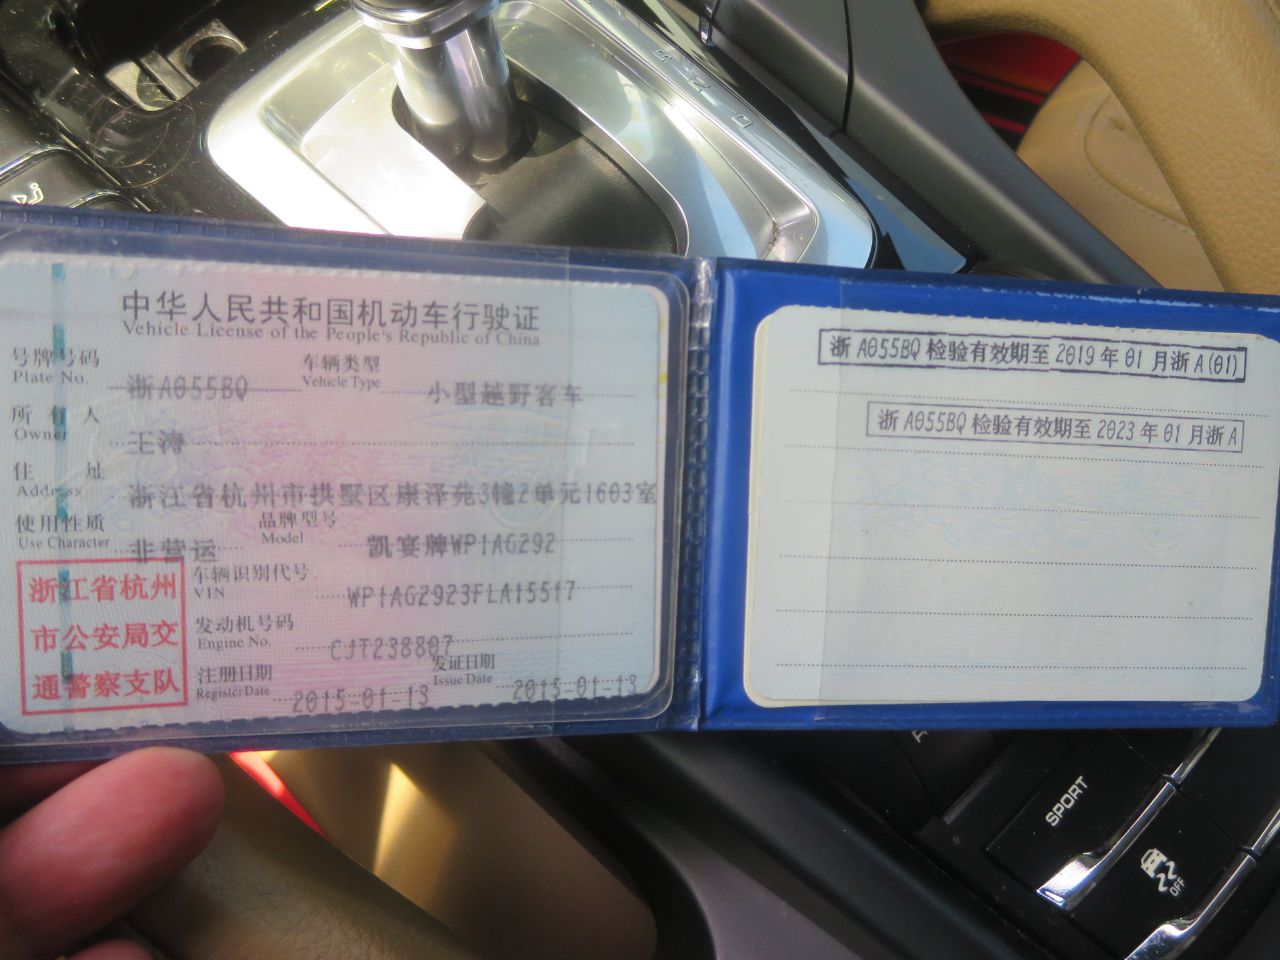 中华人民共和国机动车行驶证
Vehicle License of the People's Republic of China
号牌号码 浙A055BQ 车辆类型 小型越野客车
Plate No. Vehicle Type
所有人 王涛
Owner
住址 浙江省杭州市拱墅区康泽苑3幢2单元1603室
Address
使用性质 非营运 品牌型号 凯宴牌WP1AG292
Use Character Model
车辆识别代号 WP1AG2923FLA15517
VIN
发动机号码 CJT238807
Engine No.
注册日期 2015-01-13 发证日期 2015-01-13
Register Date Issue Date
浙江省杭州
市公安局交
通警察支队
浙A055BQ检验有效期至2019年01月浙A(01)
浙A055BQ检验有效期至2023年01月浙A
SPORT
OFF